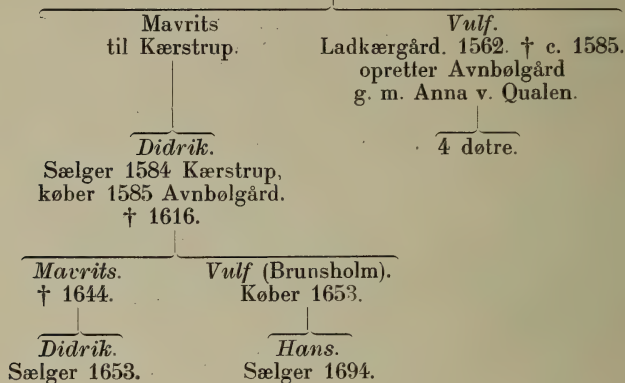 Mavrits
til Kærstrup.
Vulf.
Ladkærgård. 1562. † c. 1585.
opretter Avnbølgård
g. m. Anna v. Qualen.
Didrik.
Sælger 1584 Kærstrup,
køber 1585 Avnbølgård.
† 1616.
4 døtre.
Mavrits.
† 1644.
Vulf (Brunsholm).
Køber 1653.
Didrik.
Sælger 1653.
Hans.
Sælger 1694.